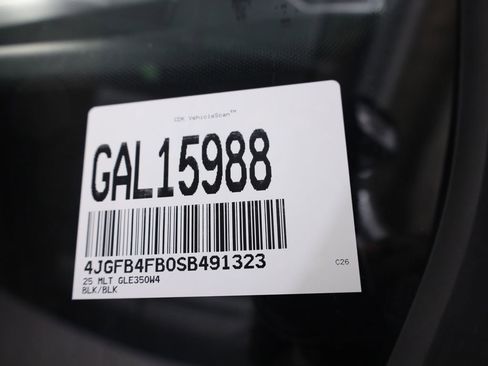 CDK VehicleScan™
GAL15988
4JGFB4FB0SB491323
25 MLT GLE350W4
BLK/BLK
C26